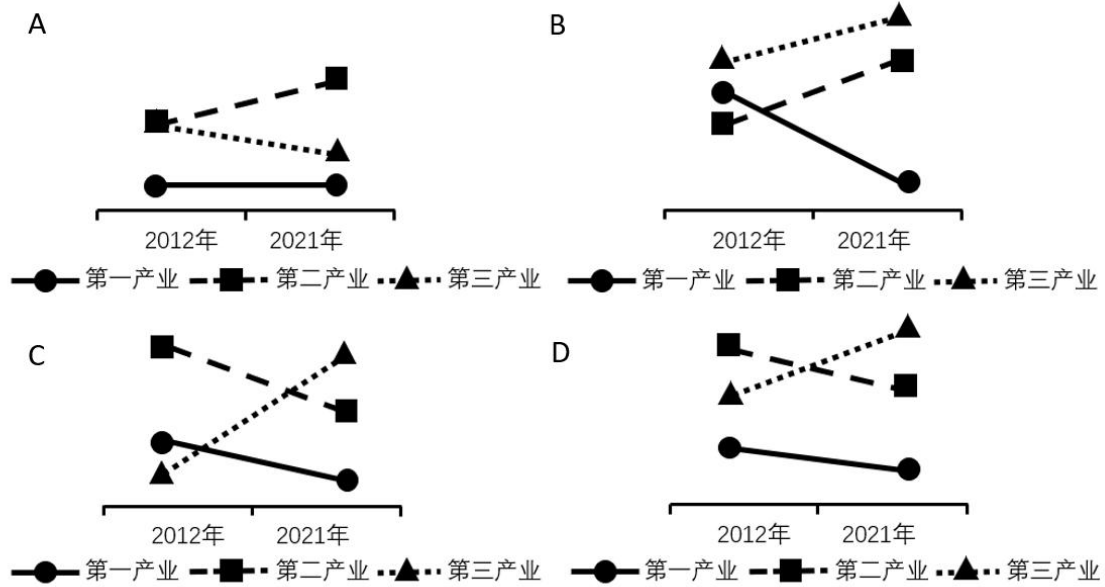 A
B
2012年 2021年
2012年 2021年
第一产业 第二产业 第三产业
第一产业 第二产业 第三产业
C
D
2012年 2021年
2012年 2021年
第一产业 第二产业 第三产业
第一产业 第二产业 第三产业